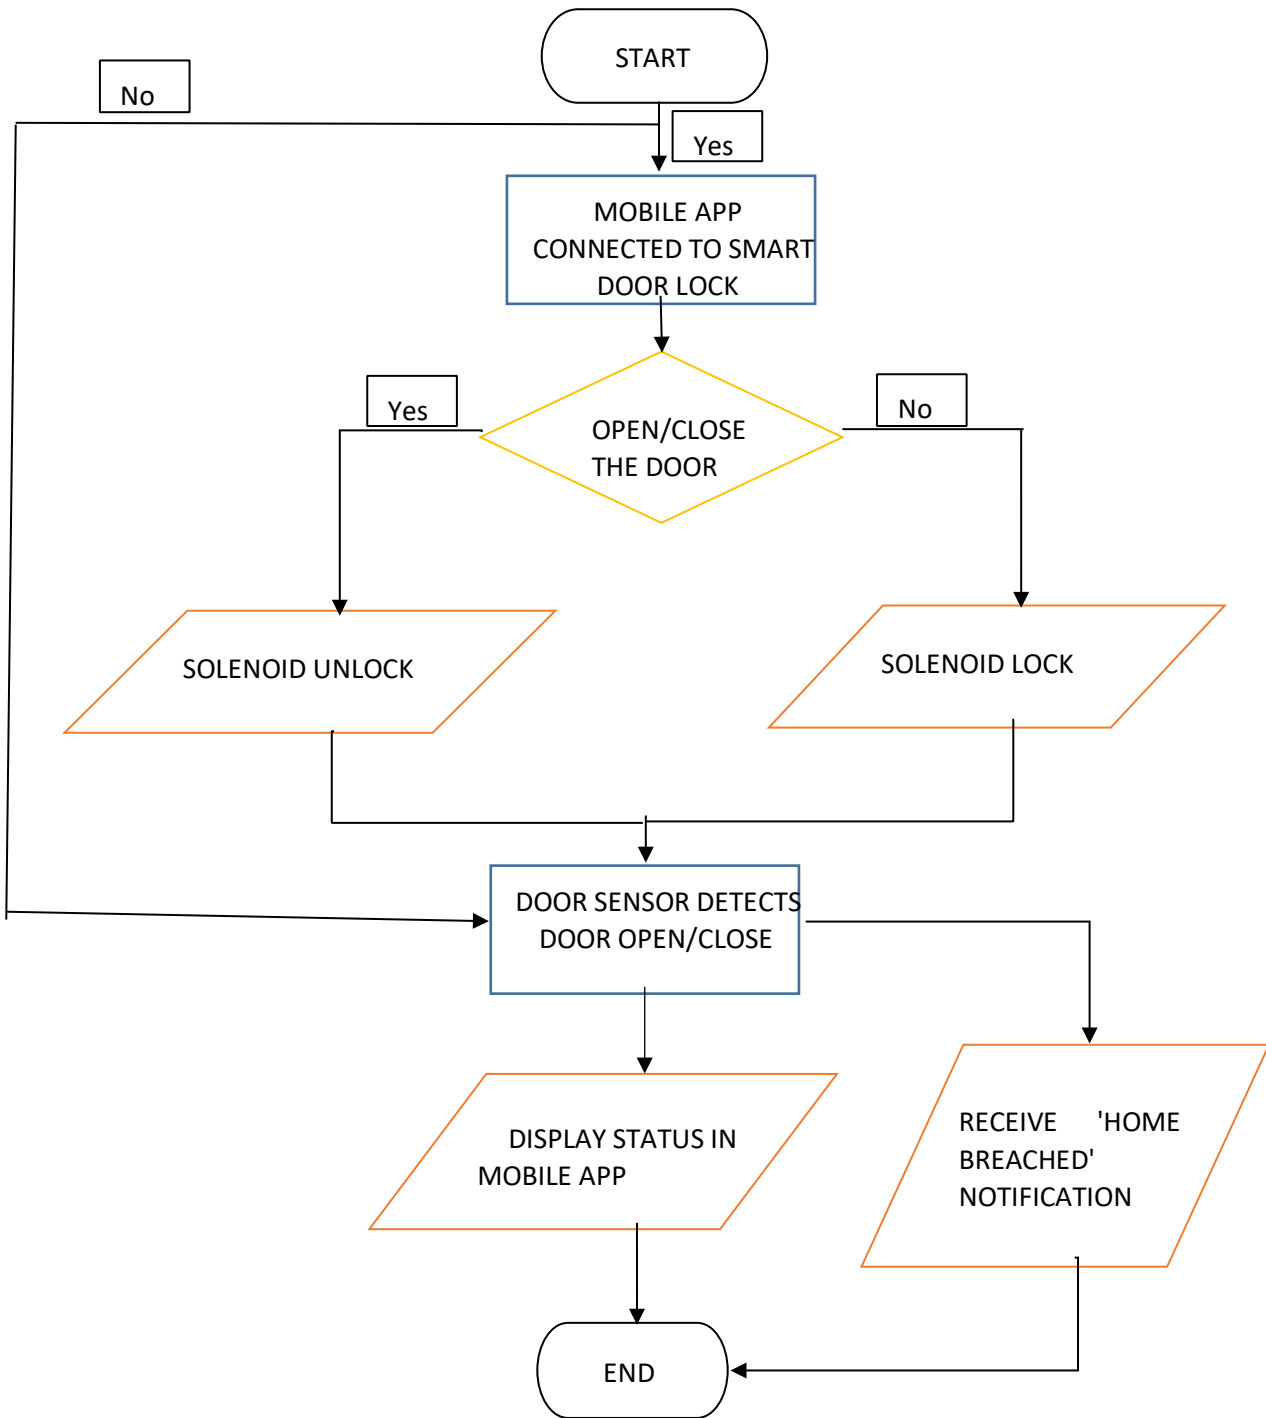 START
No
Yes
MOBILE APP
CONNECTED TO SMART
DOOR LOCK
Yes
No
OPEN/CLOSE
THE DOOR
SOLENOID UNLOCK
SOLENOID LOCK
DOOR SENSOR DETECTS
DOOR OPEN/CLOSE
DISPLAY STATUS IN
MOBILE APP
RECEIVE 'HOME
BREACHED'
NOTIFICATION
END